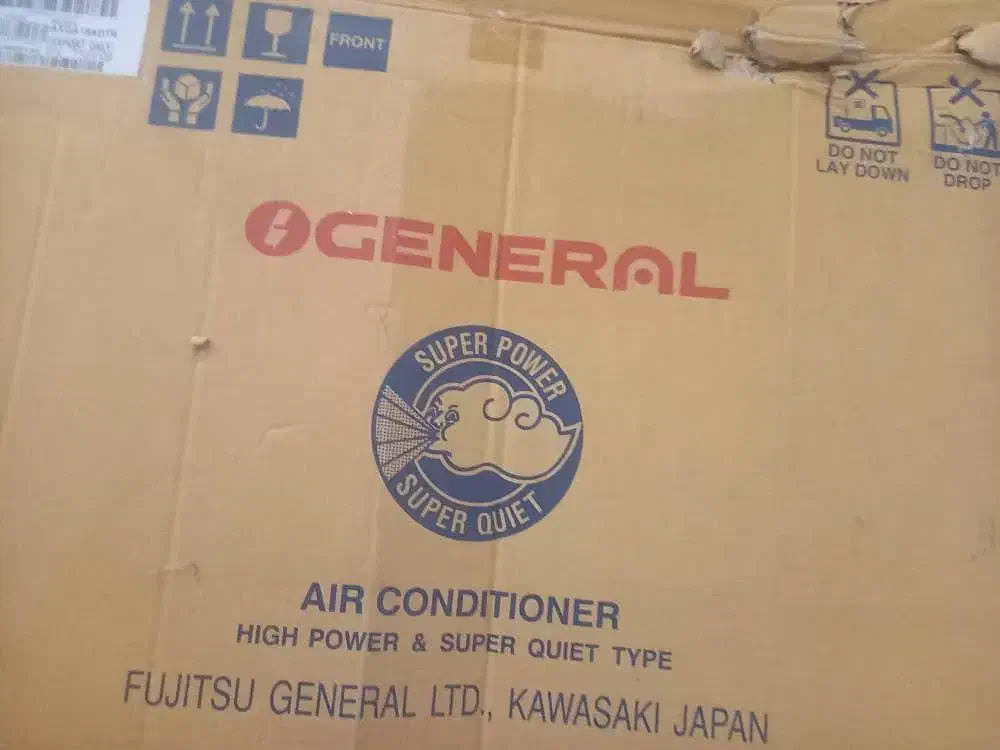 FRONT
DO NOT
LAY DOWN
DO NOT
DROP
GENERAL
SUPER POWER
SUPER QUIET
AIR CONDITIONER
HIGH POWER & SUPER QUIET TYPE
FUJITSU GENERAL LTD., KAWASAKI JAPAN